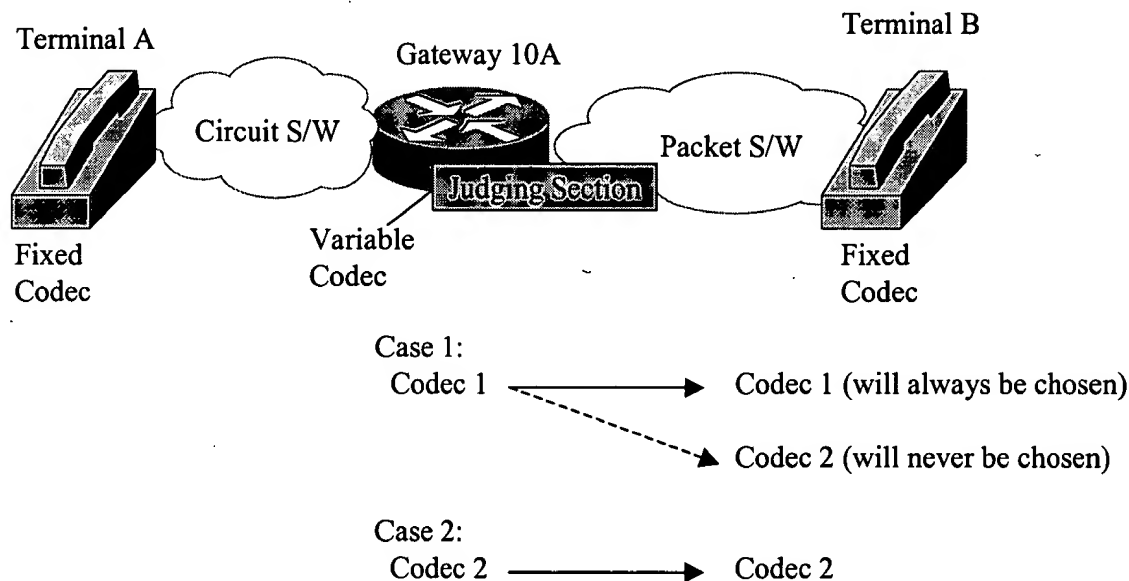 Terminal A
Gateway 10A
Terminal B
Circuit S/W
Packet S/W
Judging Section
Variable
Codec
Fixed
Codec
Fixed
Codec
Case 1:
Codec 1
Codec 1 (will always be chosen)
Codec 2 (will never be chosen)
Case 2:
Codec 2
Codec 2